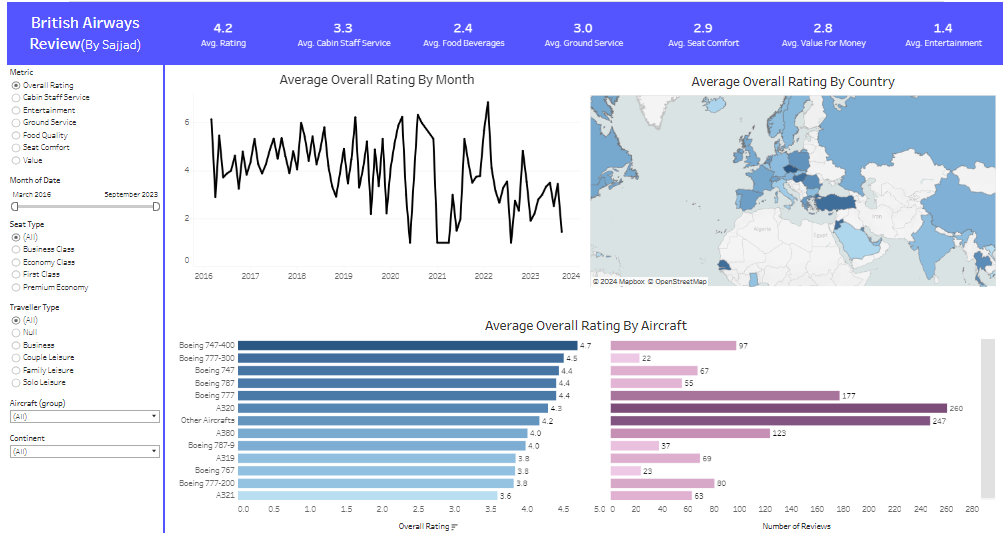 British Airways
Review(By Sajjad)
4.2
Avg. Rating
3.3
Avg. Cabin Staff Service
2.4
Avg. Food Beverages
3.0
Avg. Ground Service
2.9
Avg. Seat Comfort
2.8
Avg. Value For Money
1.4
Avg. Entertainment
Metric
Overall Rating
Cabin Staff Service
Entertainment
Ground Service
Food Quality
Seat Comfort
Value
Month of Date
March 2016 September 2023
Seat Type
(All)
Business Class
Economy Class
First Class
Premium Economy
Traveller Type
(All)
Null
Business
Couple Leisure
Family Leisure
Solo Leisure
Aircraft (group)
(All)
Continent
(All)
Average Overall Rating By Month
6
4
2
0
2016 2017 2018 2019 2020 2021 2022 2023 2024
Average Overall Rating By Country
Algeria
Egypt
Iran
© 2024 Mapbox © OpenStreetMap
Average Overall Rating By Aircraft
Boeing 747-400 4.7 97
Boeing 777-300 4.5 22
Boeing 747 4.4 67
Boeing 787 4.4 55
Boeing 777 4.4 177
A320 4.3 260
Other Aircrafts 4.2 247
A380 4.0 123
Boeing 787-9 4.0 37
A319 3.8 69
Boeing 767 3.8 23
Boeing 777-200 3.8 80
A321 3.6 63
0.0 0.5 1.0 1.5 2.0 2.5 3.0 3.5 4.0 4.5 5.0 0 20 40 60 80 100 120 140 160 180 200 220 240 260 280
Overall Rating Number of Reviews